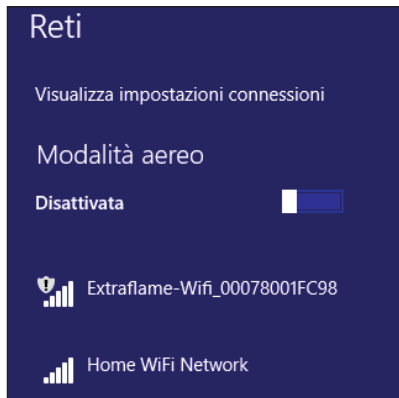 Reti
Visualizza impostazioni connessioni
Modalità aereo
Disattivata
Extraflame-Wifi_00078001FC98
Home WiFi Network